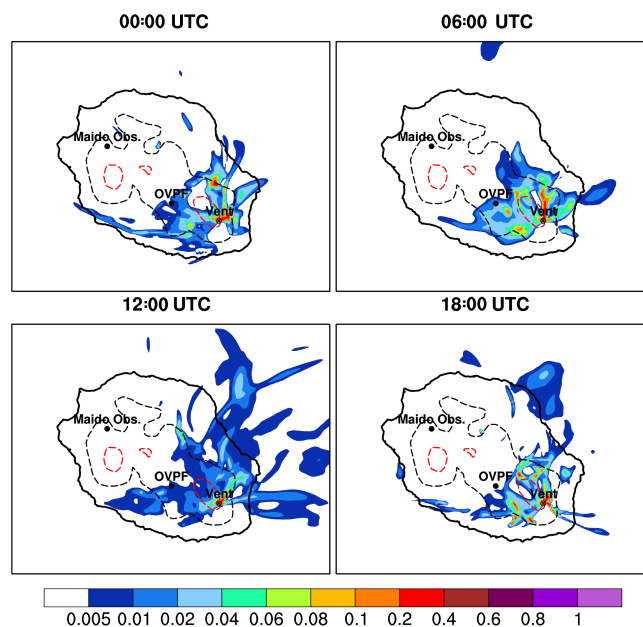 00:00 UTC
06:00 UTC
Maido Obs.
OVPF
Vent
Maido Obs.
OVPF
Vent
12:00 UTC
18:00 UTC
Maido Obs.
OVPF
Vent
Maido Obs.
OVPF
Vent
0.005 0.01 0.02 0.04 0.06 0.08 0.1 0.2 0.4 0.6 0.8 1